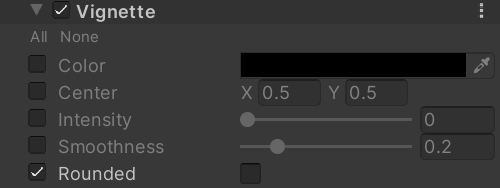 Vignette
All None
Color
Center X 0.5 Y 0.5
Intensity 0
Smoothness 0.2
Rounded